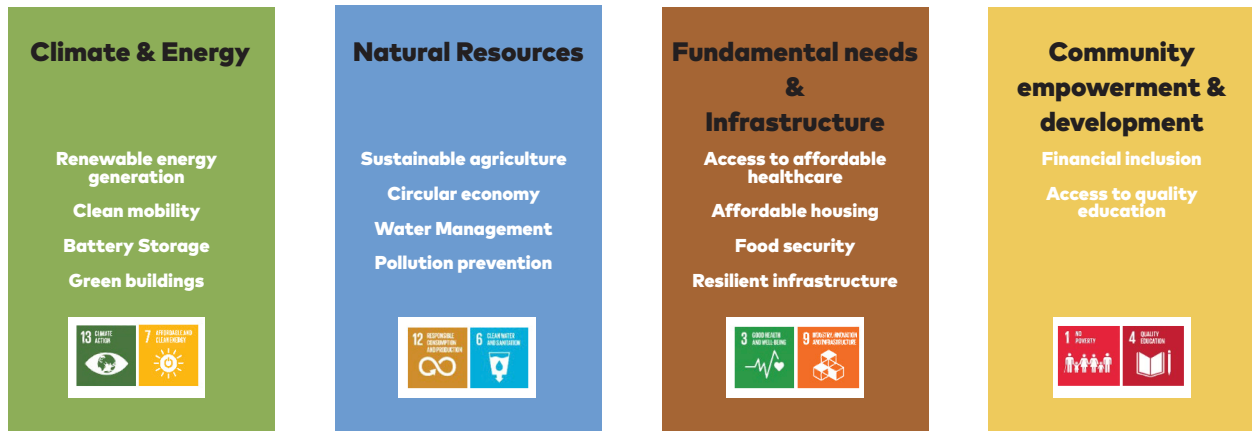 Climate & Energy
Renewable energy
generation
Clean mobility
Battery Storage
Green buildings
13 CLIMATE
ACTION
7 AFFORDABLE AND
CLEAN ENERGY
Natural Resources
Sustainable agriculture
Circular economy
Water Management
Pollution prevention
12 RESPONSIBLE
CONSUMPTION
AND PRODUCTION
6 CLEAN WATER
AND SANITATION
Fundamental needs
&
Infrastructure
Access to affordable
healthcare
Affordable housing
Food security
Resilient infrastructure
3 GOOD HEALTH
AND WELL-BEING
9 INDUSTRY, INNOVATION
AND INFRASTRUCTURE
Community
empowerment &
development
Financial inclusion
Access to quality
education
1 NO
POVERTY
4 QUALITY
EDUCATION